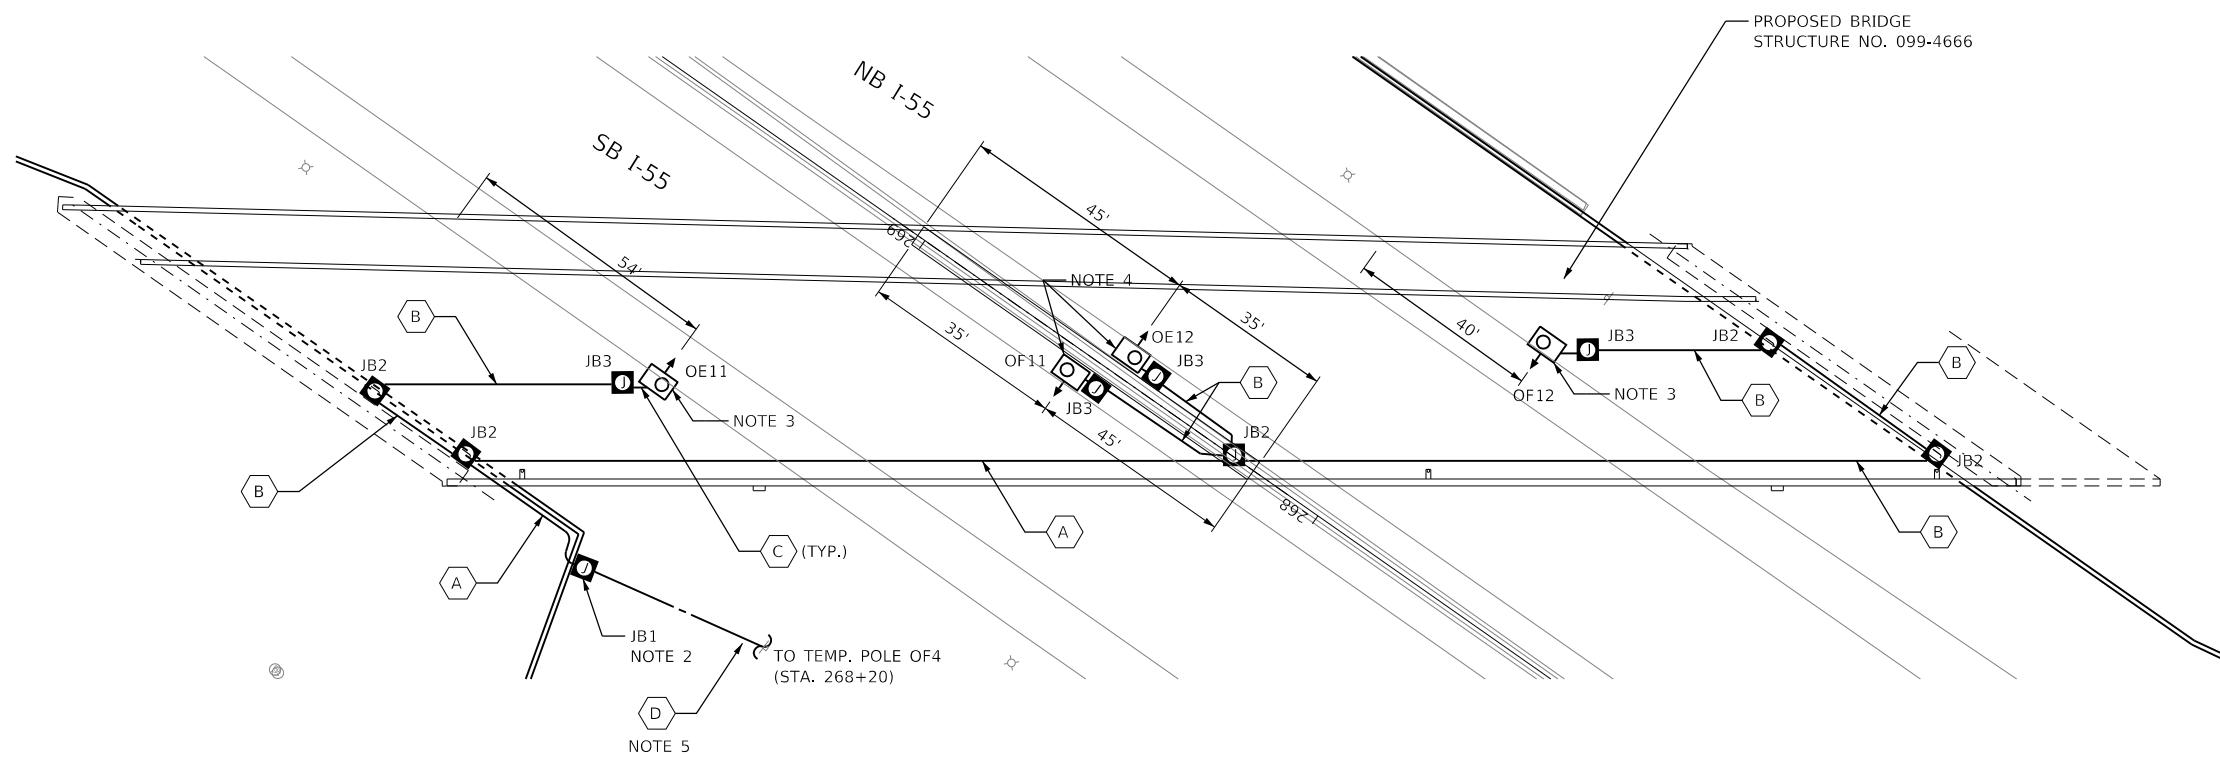 PROPOSED BRIDGE
STRUCTURE NO. 099-4666
NB I-55
SB I-55
45'
269
54'
NOTE 4
B
35'
35'
40'
OE12
JB3
JB2
JB3
JB2
JB3
OE11
OF11
JB3
B
B
OF12
NOTE 3
B
NOTE 3
JB2
45'
JB2
JB2
B
268
A
B
C (TYP.)
A
JB1
NOTE 2
TO TEMP. POLE OF4
(STA. 268+20)
D
NOTE 5
J
J
J
J
J
J
J
J
J
J